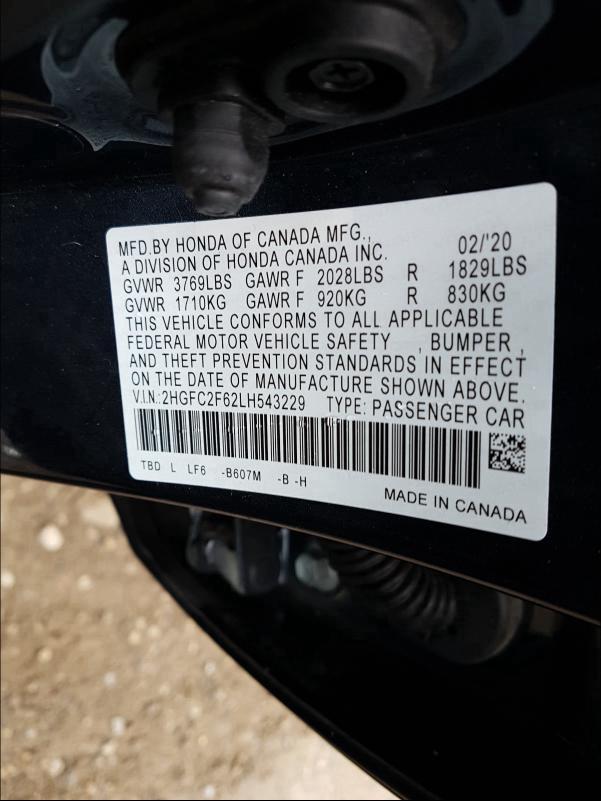 MFD.BY HONDA OF CANADA MFG., 02/'20
A DIVISION OF HONDA CANADA INC.
GVWR 3769LBS GAWR F 2028LBS R 1829LBS
GVWR 1710KG GAWR F 920KG R 830KG
THIS VEHICLE CONFORMS TO ALL APPLICABLE
FEDERAL MOTOR VEHICLE SAFETY , BUMPER ,
AND THEFT PREVENTION STANDARDS IN EFFECT
ON THE DATE OF MANUFACTURE SHOWN ABOVE.
V.I.N.:2HGFC2F62LH543229 TYPE: PASSENGER CAR
TBD L LF6 -B607M -B -H
MADE IN CANADA